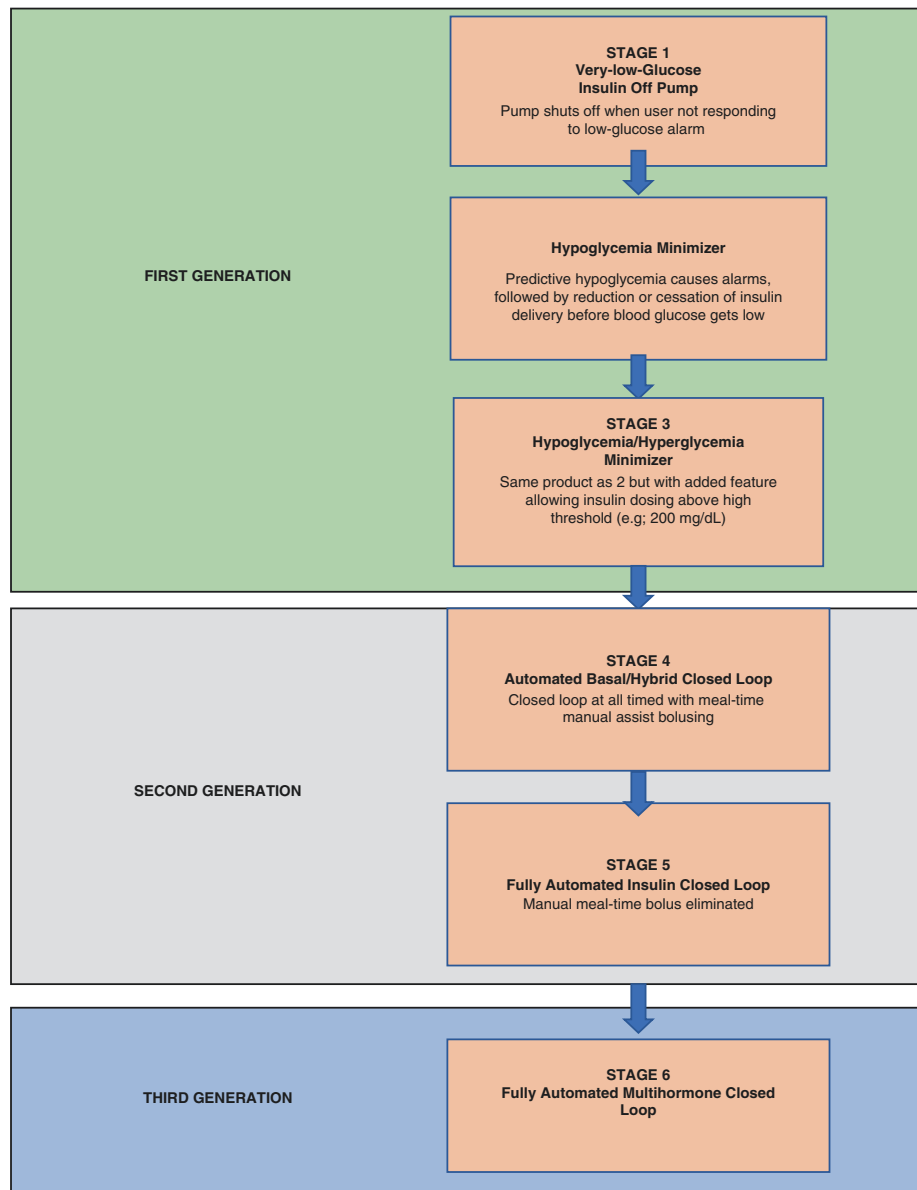 STAGE 1
Very-low-Glucose
Insulin Off Pump
Pump shuts off when user not responding
to low-glucose alarm
FIRST GENERATION
Hypoglycemia Minimizer
Predictive hypoglycemia causes alarms,
followed by reduction or cessation of insulin
delivery before blood glucose gets low
STAGE 3
Hypoglycemia/Hyperglycemia
Minimizer
Same product as 2 but with added feature
allowing insulin dosing above high
threshold (e.g; 200 mg/dL)
SECOND GENERATION
STAGE 4
Automated Basal/Hybrid Closed Loop
Closed loop at all timed with meal-time
manual assist bolusing
STAGE 5
Fully Automated Insulin Closed Loop
Manual meal-time bolus eliminated
THIRD GENERATION
STAGE 6
Fully Automated Multihormone Closed
Loop